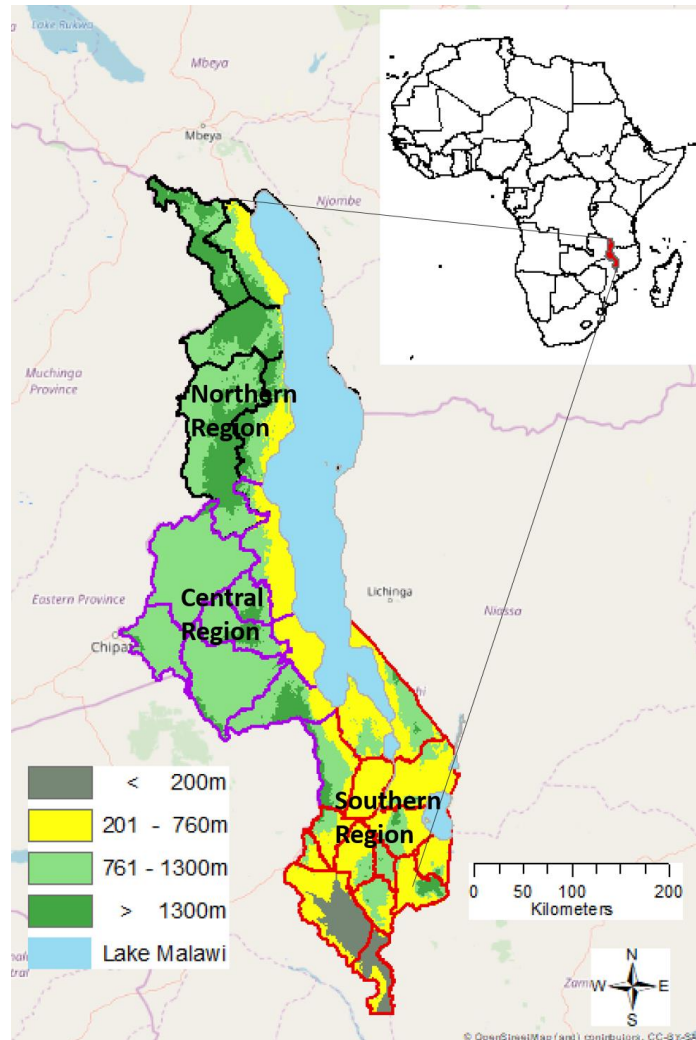 Lake Rukwa
Mbeya
Mbeya
Njombe
Muchinga
Province
Northern
Region
Lichinga
Eastern Province
Central
Region
Niassa
Chipat
< 200m
201 - 760m
761 - 1300m
> 1300m
Lake Malawi
Southern
Region
0 50 100 200
Kilometers
N
W E
S
© OpenStreetMap (and) contributors, CC-BY-SA